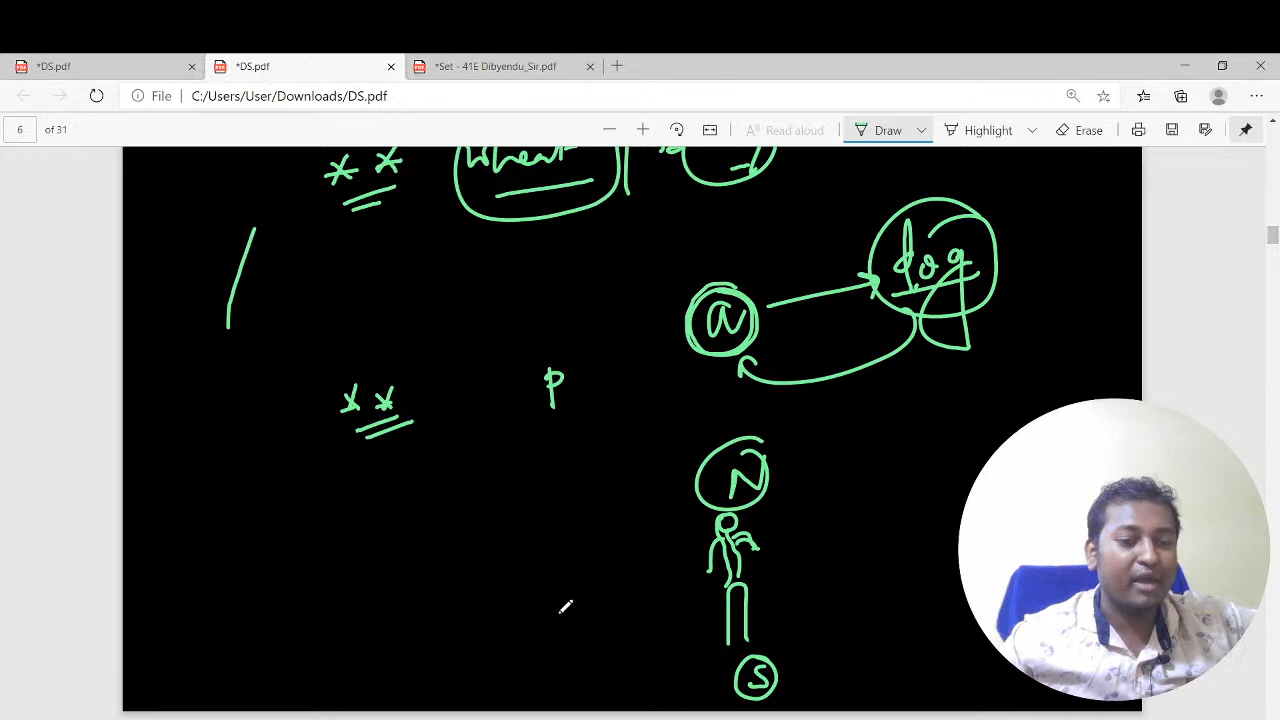 *DS.pdf
*DS.pdf
*Set - 41E Dibyendu_Sir.pdf
File
C:/Users/User/Downloads/DS.pdf
6 of 31
Read aloud
Draw
Highlight
Erase
** wheat
dog
a
** P
N
S